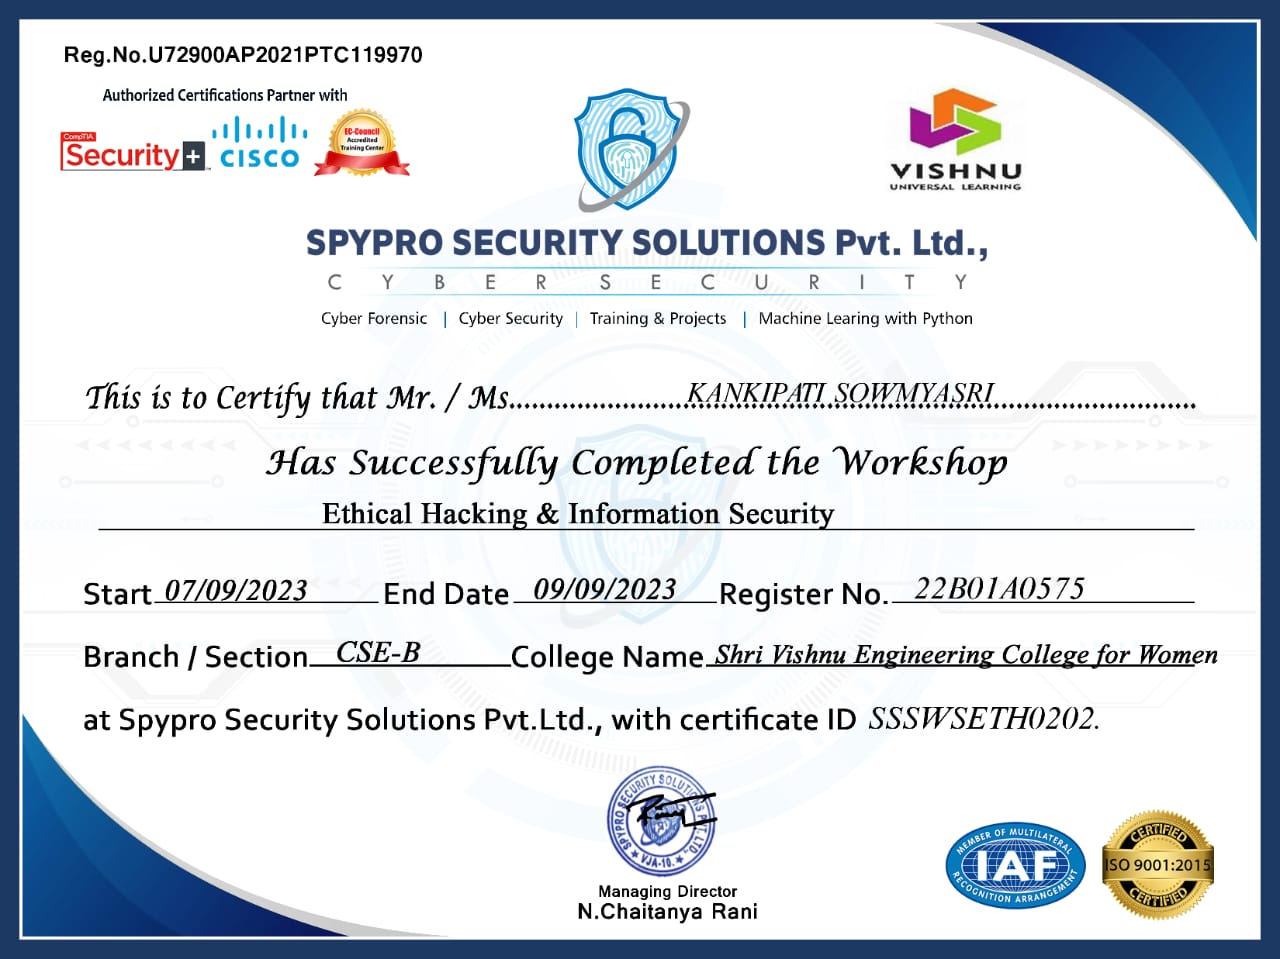 Reg.No.U72900AP2021PTC119970
Authorized Certifications Partner with
CompTIA
Security+
CISCO
EC-Council
Accredited
Training Center
VISHNU
UNIVERSAL LEARNING
SPYPRO SECURITY SOLUTIONS Pvt. Ltd.,
CYBER SECURITY
Cyber Forensic | Cyber Security | Training & Projects | Machine Learing with Python
This is to Certify that Mr. / Ms. KANKIPATI SOWMYASRI
Has Successfully Completed the Workshop
Ethical Hacking & Information Security
Start 07/09/2023 End Date 09/09/2023 Register No. 22B01A0575
Branch / Section CSE-B College Name Shri Vishnu Engineering College for Women
at Spypro Security Solutions Pvt.Ltd., with certificate ID SSSWSETH0202.
SPYPRO SECURITY SOLUTIONS PVT. LTD.
VJA-10.
Managing Director
N.Chaitanya Rani
MEMBER OF MULTILATERAL
IAF
RECOGNITION ARRANGEMENT
CERTIFIED
ISO 9001:2015
CERTIFIED